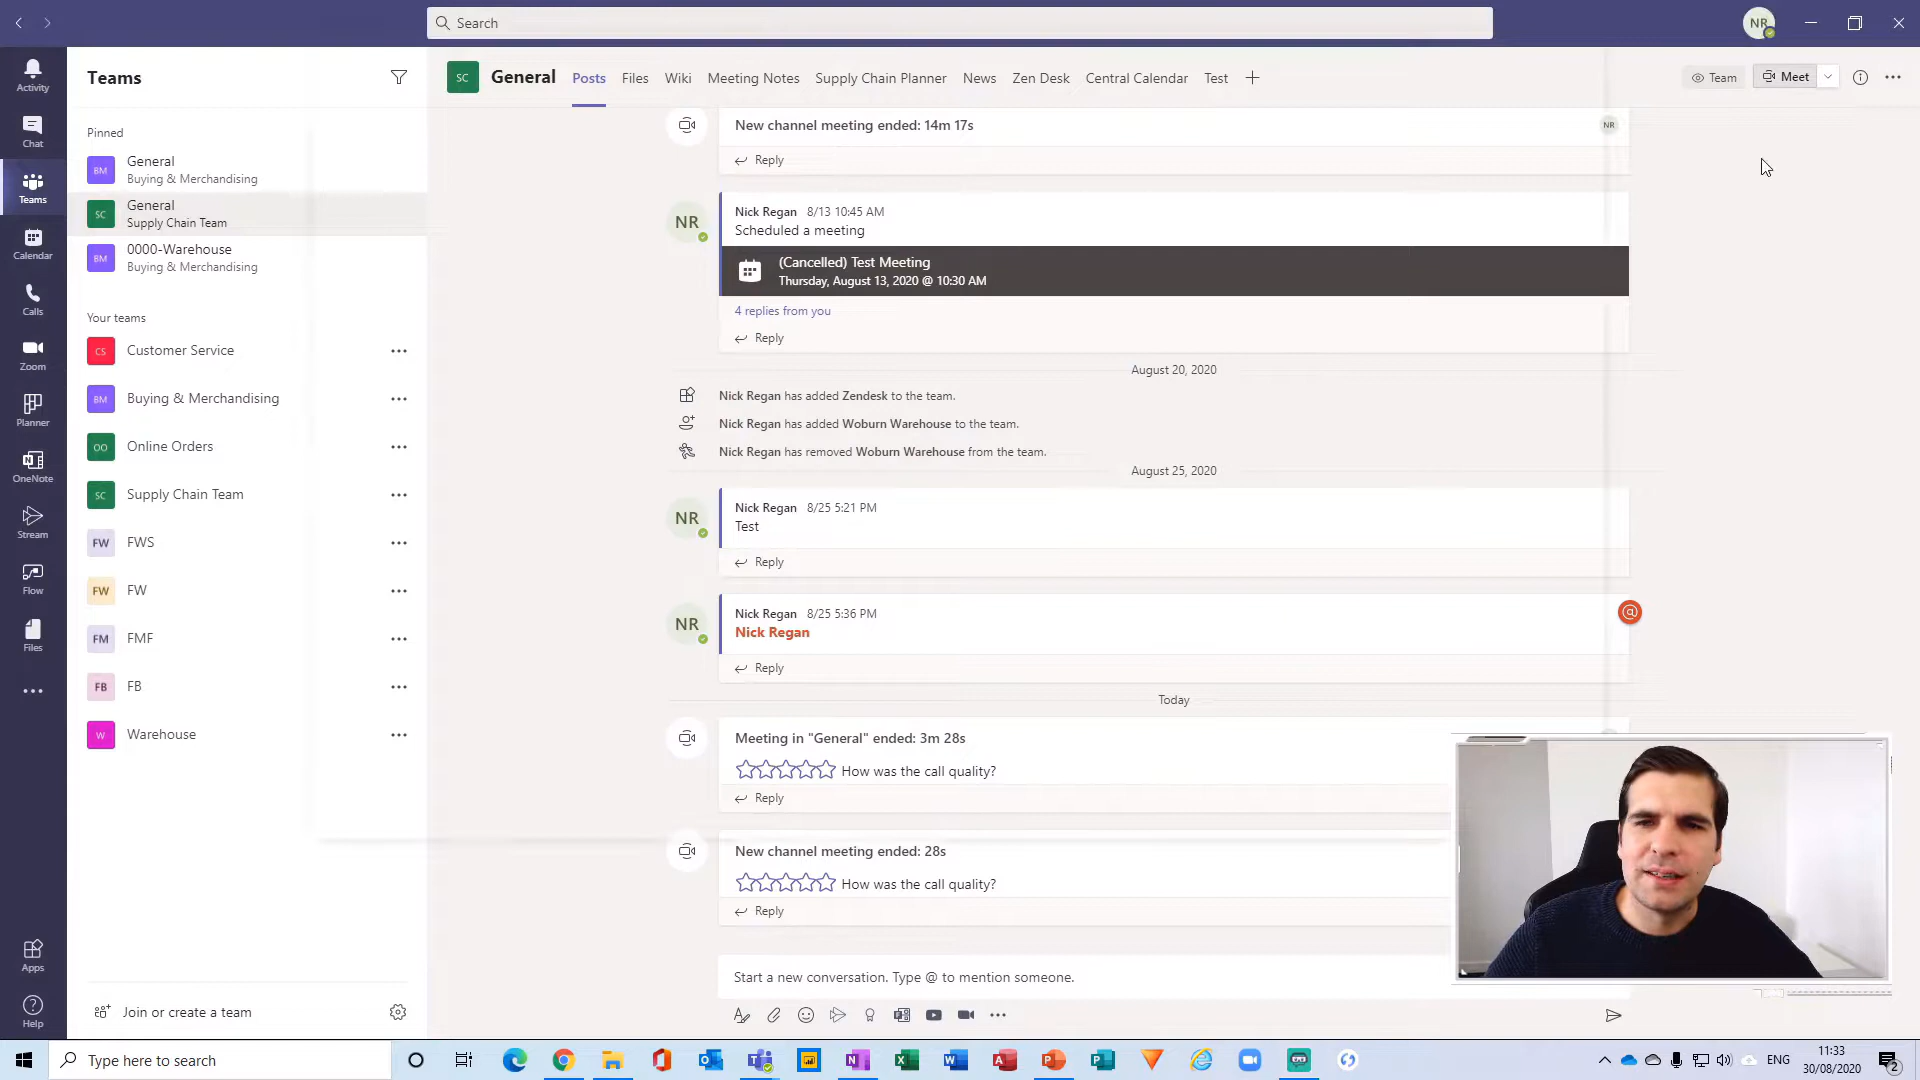 Search
NR
Activity
Chat
Teams
Calendar
Calls
Zoom
Planner
OneNote
Stream
Flow
Files
Apps
Help
Teams
Pinned
BM General
Buying & Merchandising
SC General
Supply Chain Team
BM 0000-Warehouse
Buying & Merchandising
Your teams
CS Customer Service
BM Buying & Merchandising
OO Online Orders
SC Supply Chain Team
FW FWS
FW FW
FM FMF
FB FB
W Warehouse
Join or create a team
SC General Posts Files Wiki Meeting Notes Supply Chain Planner News Zen Desk Central Calendar Test
Team Meet
New channel meeting ended: 14m 17s NR
Reply
NR Nick Regan 8/13 10:45 AM
Scheduled a meeting
(Cancelled) Test Meeting
Thursday, August 13, 2020 @ 10:30 AM
4 replies from you
Reply
August 20, 2020
Nick Regan has added Zendesk to the team.
Nick Regan has added Woburn Warehouse to the team.
Nick Regan has removed Woburn Warehouse from the team.
August 25, 2020
NR Nick Regan 8/25 5:21 PM
Test
Reply
NR Nick Regan 8/25 5:36 PM @
Nick Regan
Reply
Today
Meeting in "General" ended: 3m 28s
How was the call quality?
Reply
New channel meeting ended: 28s
How was the call quality?
Reply
Start a new conversation. Type @ to mention someone.
Type here to search
ENG
11:33
30/08/2020
2